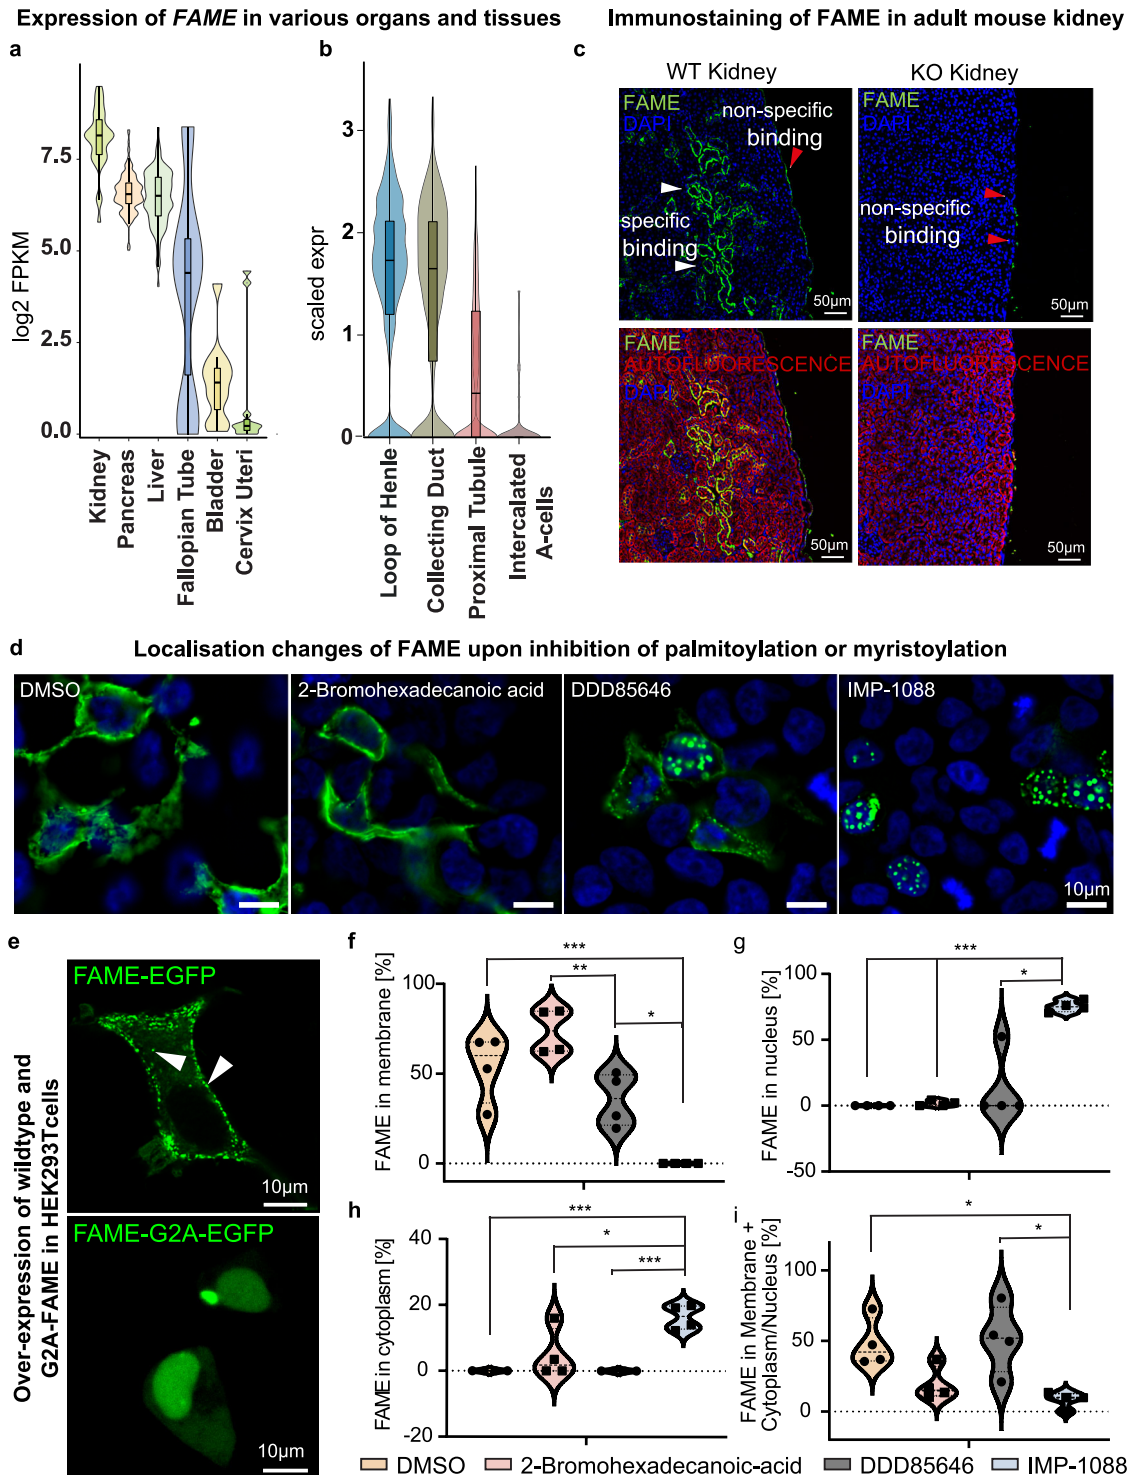 Expression of FAME in various organs and tissues
Immunostaining of FAME in adult mouse kidney
a
log2 FPKM
7.5
5.0
2.5
0.0
Kidney
Pancreas
Liver
Fallopian Tube
Bladder
Cervix Uteri
b
scaled expr
3
2
1
0
Loop of Henle
Collecting Duct
Proximal Tubule
Intercalated
A-cells
c
WT Kidney
KO Kidney
FAME
DAPI
non-specific
binding
specific
binding
50µm
FAME
DAPI
non-specific
binding
50µm
FAME
AUTOFLUORESCENCE
DAPI
50µm
FAME
AUTOFLUORESCENCE
DAPI
50µm
d
Localisation changes of FAME upon inhibition of palmitoylation or myristoylation
DMSO
2-Bromohexadecanoic acid
DDD85646
IMP-1088
10µm
e
Over-expression of wildtype and
G2A-FAME in HEK293Tcells
FAME-EGFP
10µm
FAME-G2A-EGFP
10µm
f
FAME in membrane [%]
100
50
0
***
**
*
g
FAME in nucleus [%]
100
50
0
-50
***
*
h
FAME in cytoplasm [%]
40
20
0
-20
***
*
***
i
FAME in Membrane +
Cytoplasm/Nucleus [%]
100
50
0
*
*
DMSO
2-Bromohexadecanoic-acid
DDD85646
IMP-1088